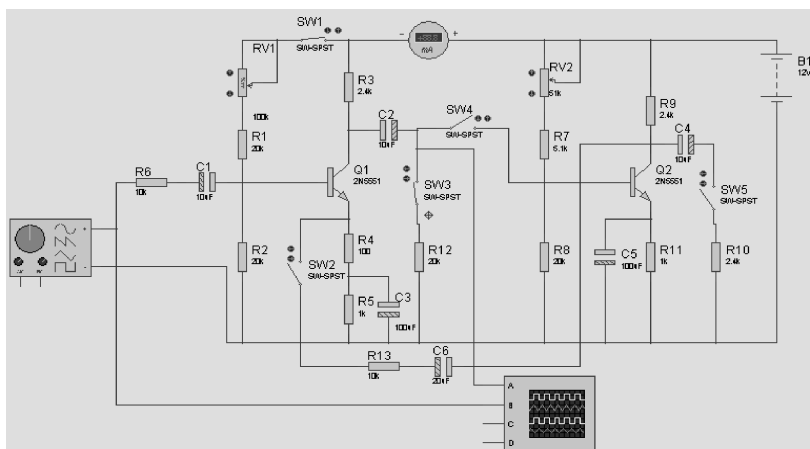 SW1
SW-SPST
RV1
100k
R1
20k
R3
2.4k
mA
C2
10uF
SW4
SW-SPST
RV2
51k
R7
5.1k
R9
2.4k
C4
10uF
B1
12v
R6
10k
C1
10uF
Q1
2N5551
SW3
SW-SPST
Q2
2N5551
SW5
SW-SPST
R2
20k
SW2
SW-SPST
R4
100
R5
1k
C3
100uF
R12
20k
R8
20k
C5
100uF
R11
1k
R10
2.4k
R13
10k
C6
20uF
A
B
C
D